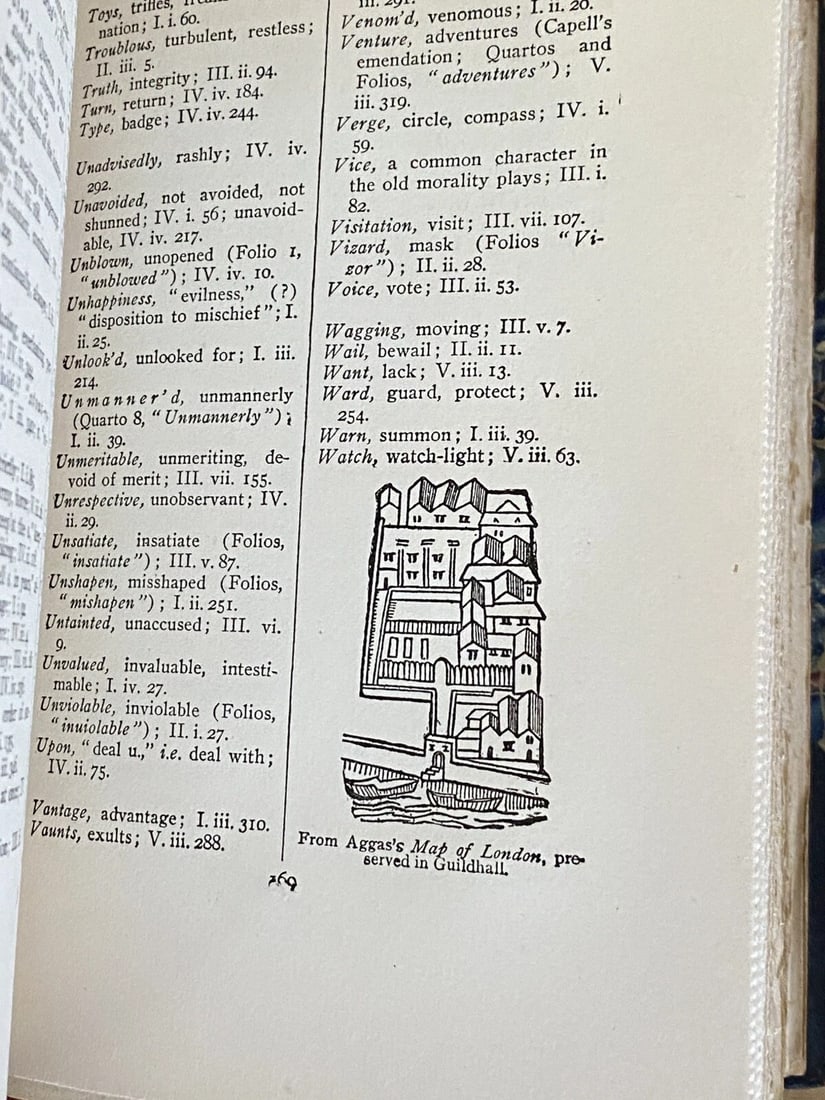 Toys, trifles,
nation; I. i. 60.
Troublous, turbulent, restless;
II. iii. 5.
Truth, integrity; III. ii. 94.
Turn, return; IV. iv. 184.
Type, badge; IV. iv. 244.
Unadvisedly, rashly; IV. iv.
292.
Unavoided, not avoided, not
shunned; IV. i. 56; unavoid-
able, IV. iv. 217.
Unblown, unopened (Folio 1,
"unblowed"); IV. iv. 10.
Unhappiness, "evilness," (?)
"disposition to mischief"; I.
ii. 25.
Unlook'd, unlooked for; I. iii.
214.
Unmanner'd, unmannerly
(Quarto 8, "Unmannerly");
I. ii. 39.
Unmeritable, unmeriting, de-
void of merit; III. vii. 155.
Unrespective, unobservant; IV.
ii. 29.
Unsatiate, insatiate (Folios,
"insatiate"); III. v. 87.
Unshapen, misshaped (Folios,
"mishapen"); I. ii. 251.
Untainted, unaccused; III. vi.
9.
Unvalued, invaluable, intesti-
mable; I. iv. 27.
Unviolable, inviolable (Folios,
"inuiolable"); II. i. 27.
Upon, "deal u.," i.e. deal with;
IV. ii. 75.
Vantage, advantage; I. iii. 310.
Vaunts, exults; V. iii. 288.
iii. 291.
Venom'd, venomous; I. ii. 20.
Venture, adventures (Capell's
emendation; Quartos and
Folios, "adventures"); V.
iii. 319.
Verge, circle, compass; IV. i.
59.
Vice, a common character in
the old morality plays; III. i.
82.
Visitation, visit; III. vii. 107.
Vizard, mask (Folios "Vi-
zor"); II. ii. 28.
Voice, vote; III. ii. 53.
Wagging, moving; III. v. 7.
Wail, bewail; II. ii. 11.
Want, lack; V. iii. 13.
Ward, guard, protect; V. iii.
254.
Warn, summon; I. iii. 39.
Watch, watch-light; V. iii. 63.
From Aggas's Map of London, pre-
served in Guildhall.
169